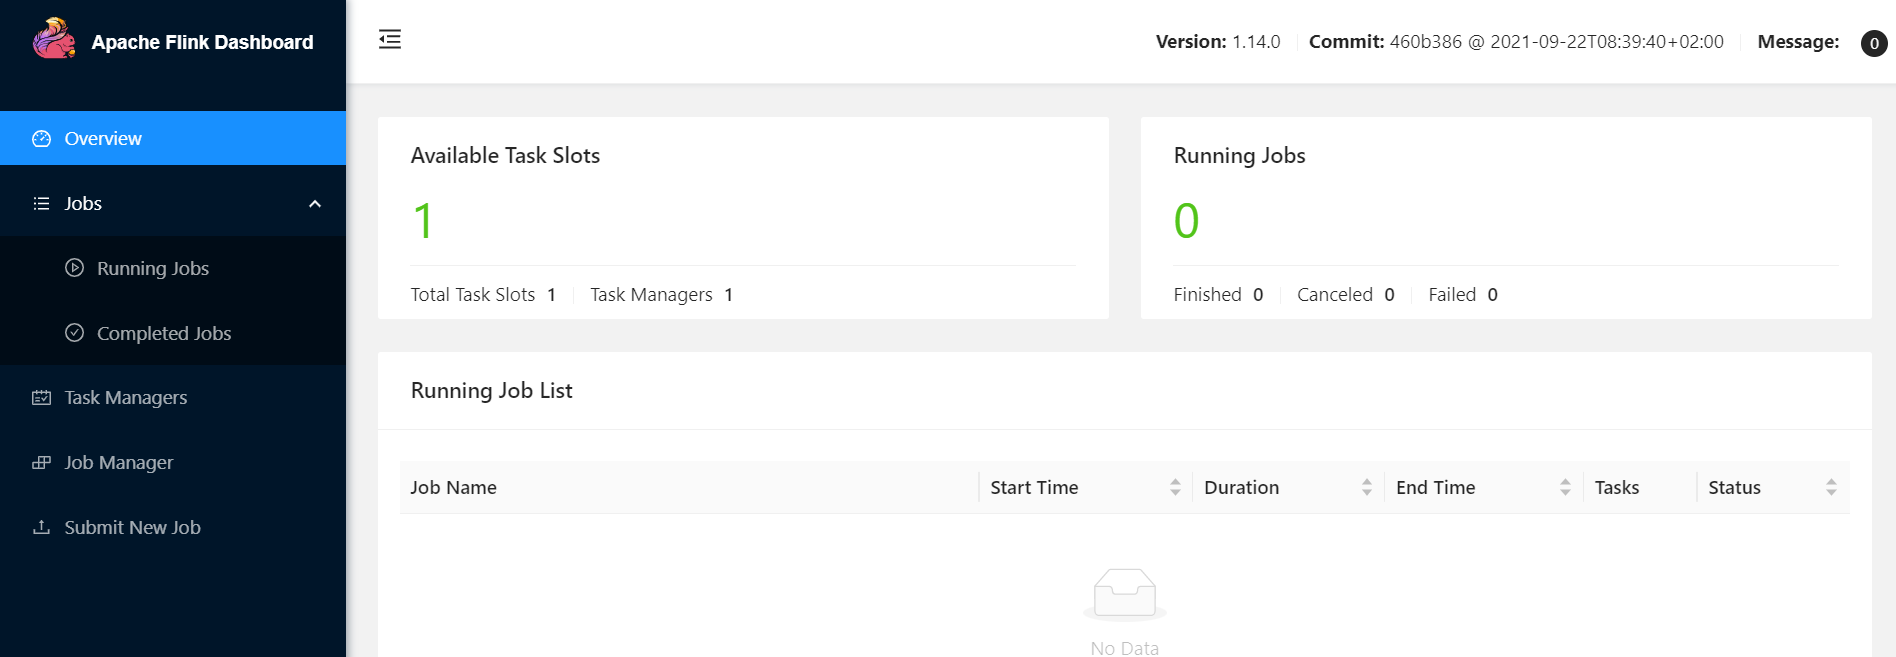 Apache Flink Dashboard
Version: 1.14.0 Commit: 460b386 @ 2021-09-22T08:39:40+02:00 Message: 0
Overview
Jobs
Running Jobs
Completed Jobs
Task Managers
Job Manager
Submit New Job
Available Task Slots
1
Total Task Slots 1 Task Managers 1
Running Jobs
0
Finished 0 Canceled 0 Failed 0
Running Job List
Job Name Start Time Duration End Time Tasks Status
No Data